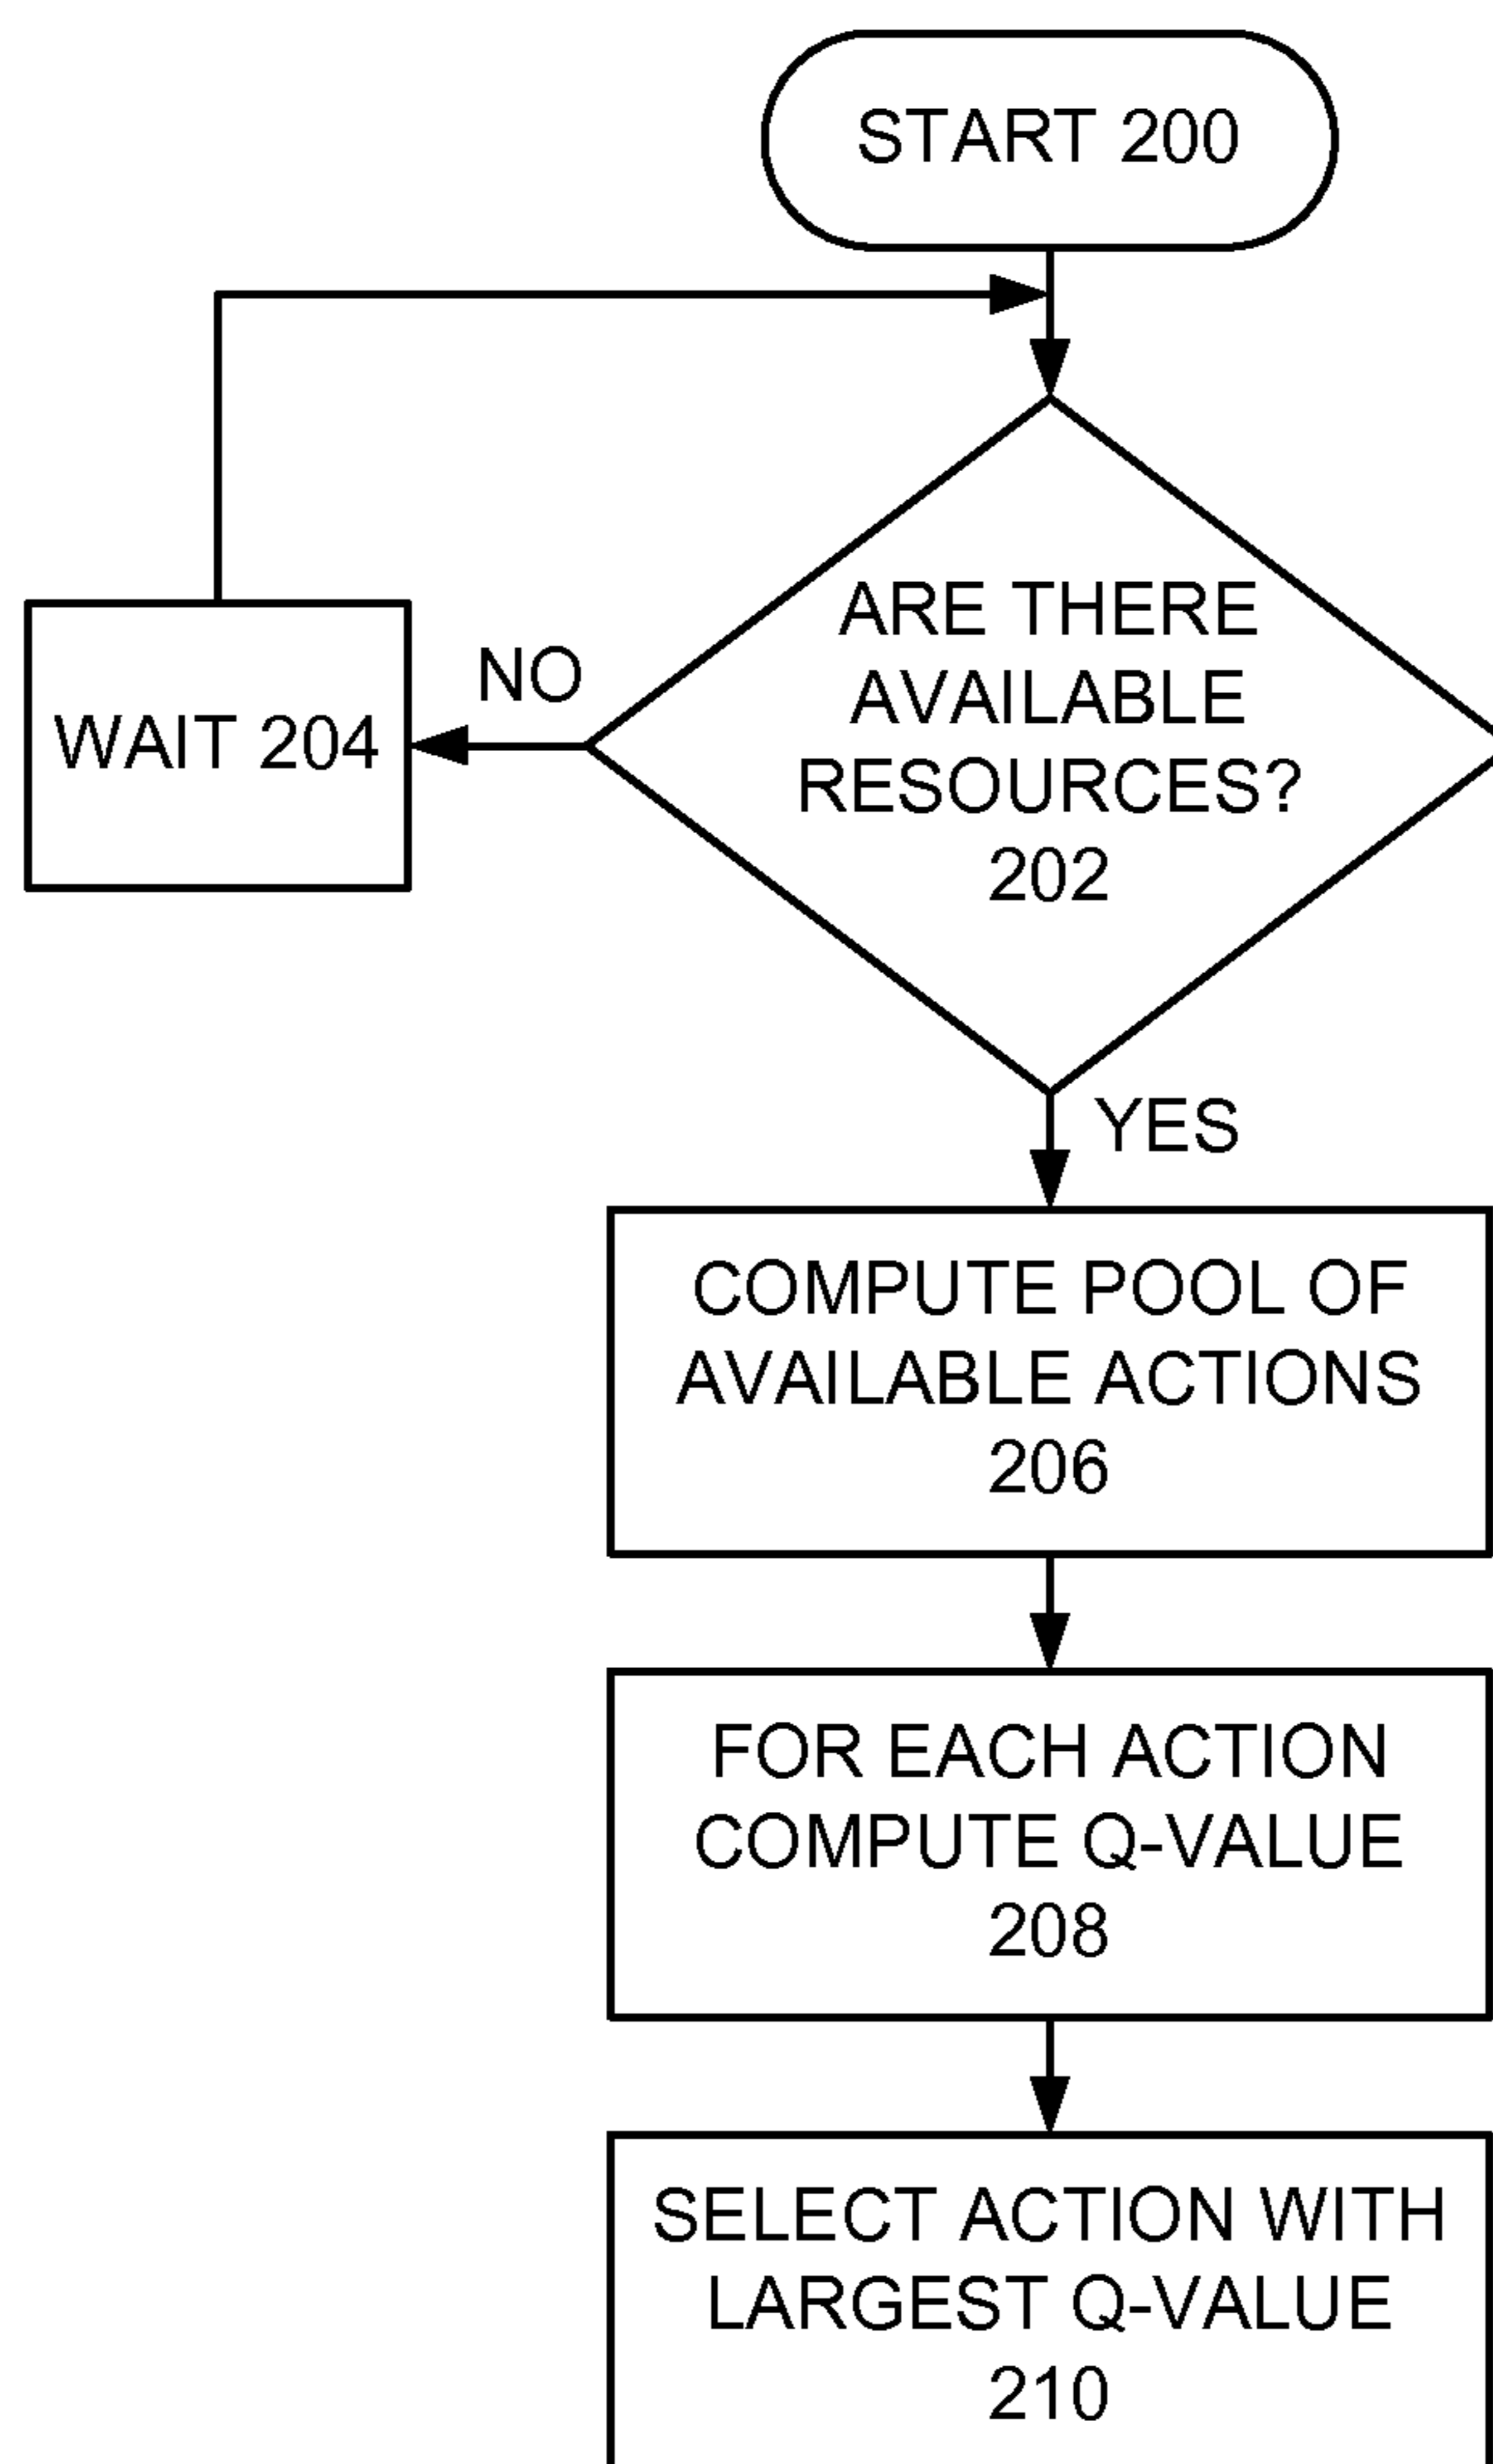 START 200
ARE THERE
AVAILABLE
RESOURCES?
202
NO
WAIT 204
YES
COMPUTE POOL OF
AVAILABLE ACTIONS
206
FOR EACH ACTION
COMPUTE Q-VALUE
208
SELECT ACTION WITH
LARGEST Q-VALUE
210